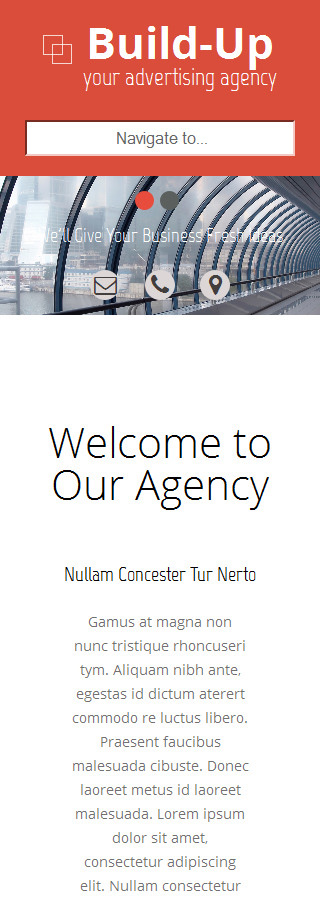 Build-Up
your advertising agency
Navigate to...
We'll Give Your Business Fresh Ideas
Welcome to
Our Agency
Nullam Concester Tur Nerto
Gamus at magna non
nunc tristique rhoncuseri
tym. Aliquam nibh ante,
egestas id dictum aterert
commodo re luctus libero.
Praesent faucibus
malesuada cibuste. Donec
laoreet metus id laoreet
malesuada. Lorem ipsum
dolor sit amet,
consectetur adipiscing
elit. Nullam consectetur